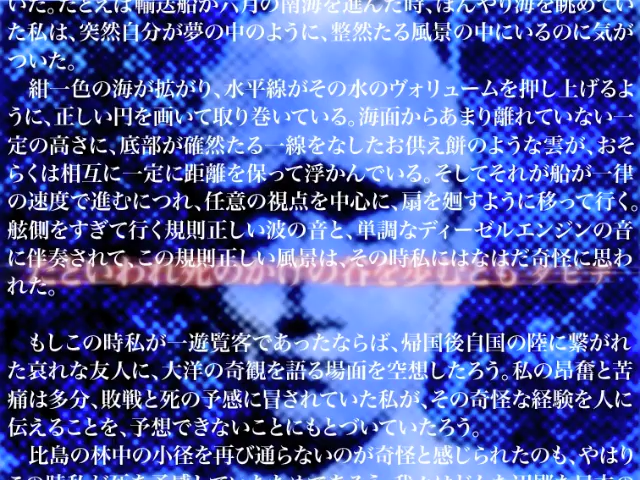 いた。たとえば輸送船が六月の南海を進んだ時、ぼんやり海を眺めてい
た私は、突然自分が夢の中のように、整然たる風景の中にいるのに気が
ついた。
紺一色の海が拡がり、水平線がその水のヴォリュームを押し上げるよ
うに、正しい円を画いて取り巻いている。海面からあまり離れていない一
定の高さに、底部が確然たる一線をなしたお供え餅のような雲が、おそ
らくは相互に一定に距離を保って浮かんでいる。そしてそれが船が一律
の速度で進むにつれ、任意の視点を中心に、扇を廻すように移って行く。
舷側をすぎて行く規則正しい波の音と、単調なディーゼルエンジンの音
に伴奏されて、この規則正しい風景は、その時私にはなはだ奇怪に思わ
れた。
もしこの時私が一遊覧客であったならば、帰国後自国の陸に繋がれ
た哀れな友人に、大洋の奇観を語る場面を空想したろう。私の昂奮と苦
痛は多分、敗戦と死の予感に冒されていた私が、その奇怪な経験を人に
伝えることを、予想できないことにもとづいていたろう。
比島の林中の小径を再び通らないのが奇怪と感じられたのも、やはり